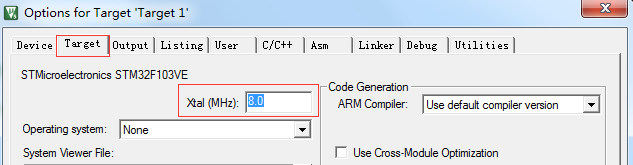 Options for Target 'Target 1'
Device Target Output Listing User C/C++ Asm Linker Debug Utilities
STMicroelectronics STM32F103VE
Xtal (MHz): 8.0
Operating system: None
System Viewer File:
Code Generation
ARM Compiler: Use default compiler version
Use Cross-Module Optimization